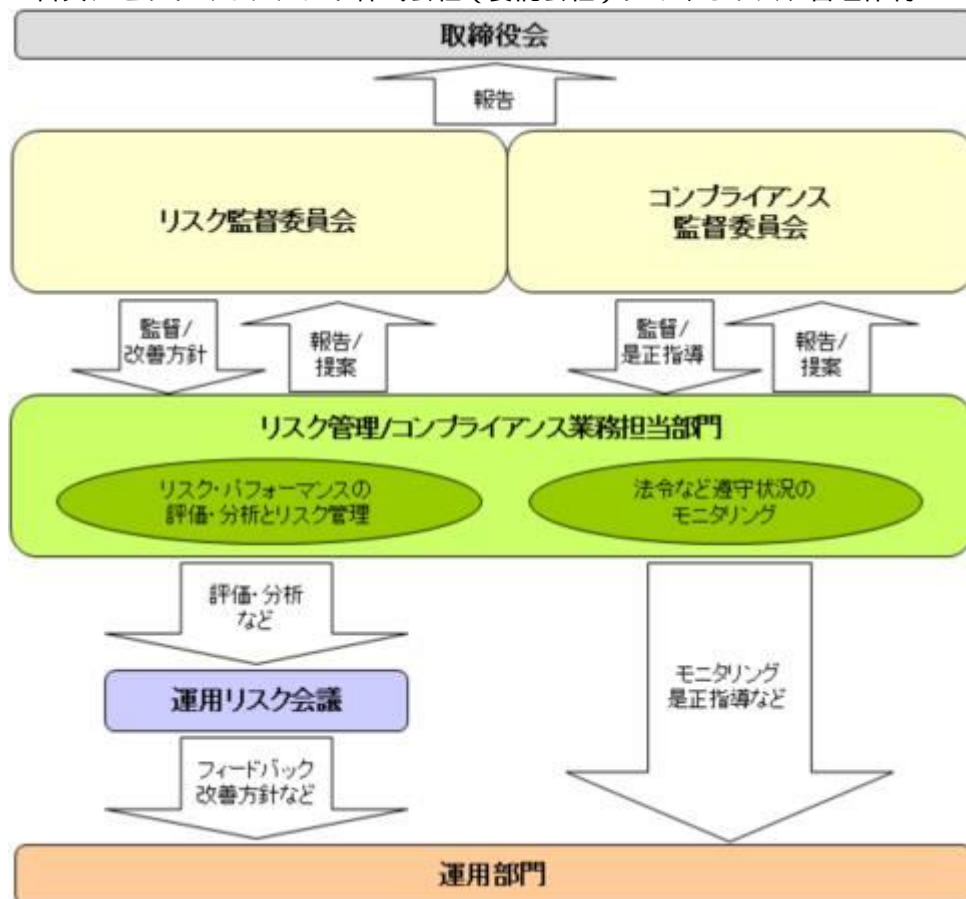 取締役会
報告
リスク監督委員会
コンプライアンス
監督委員会
監督/
改善方針
報告/
提案
監督/
是正指導
報告/
提案
リスク管理/コンプライアンス業務担当部門
リスク・パフォーマンスの
評価・分析とリスク管理
法令など遵守状況の
モニタリング
評価・分析
など
運用リスク会議
モニタリング
是正指導など
フィードバック
改善方針など
運用部門